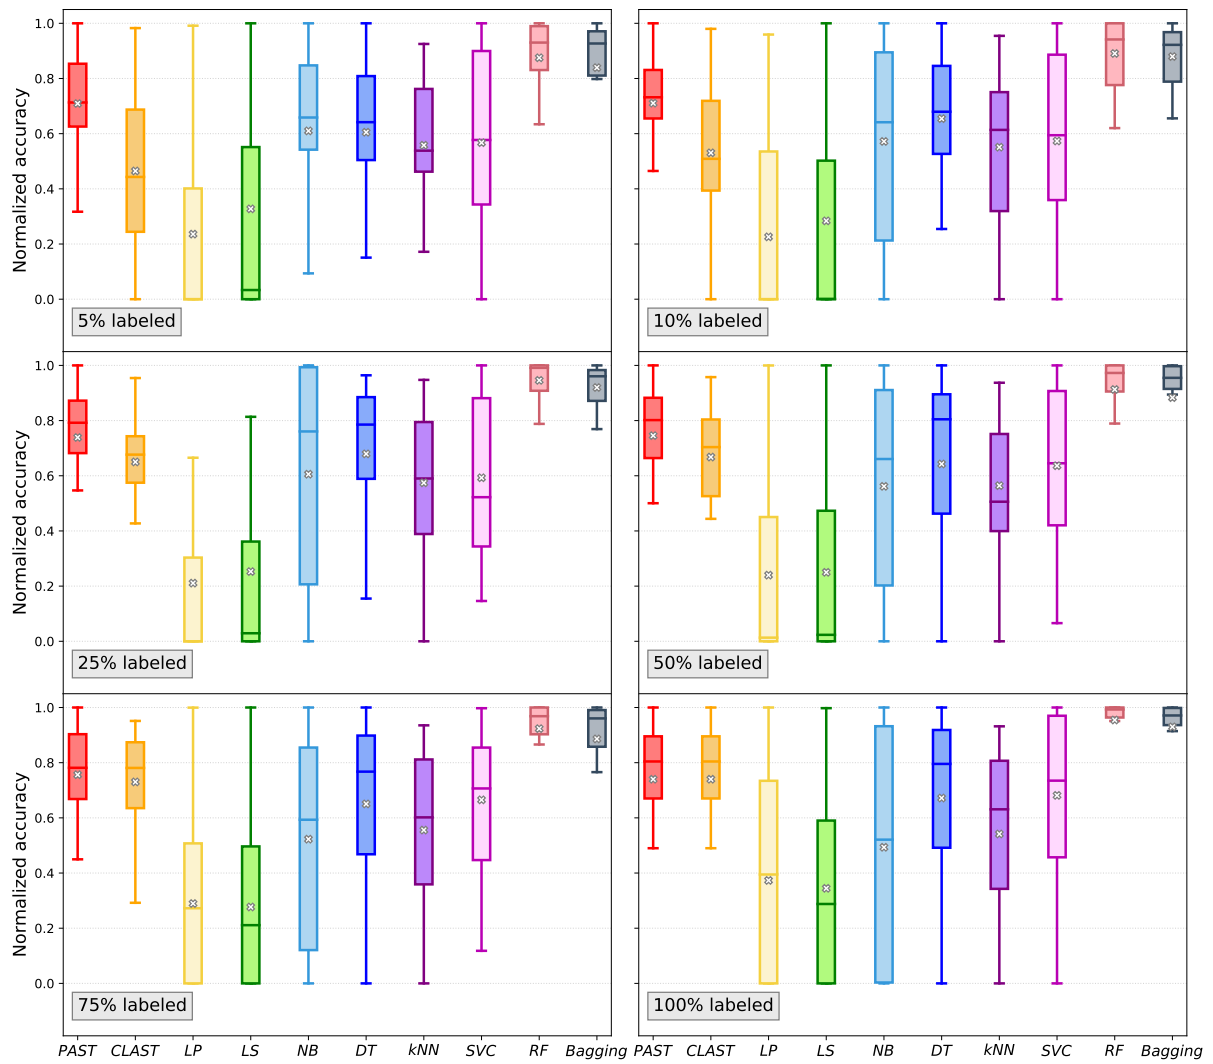 1.0
0.8
0.6
0.4
0.2
0.0
Normalized accuracy
5% labeled
10% labeled
1.0
0.8
0.6
0.4
0.2
0.0
Normalized accuracy
25% labeled
50% labeled
1.0
0.8
0.6
0.4
0.2
0.0
Normalized accuracy
75% labeled
100% labeled
PAST CLAST LP LS NB DT kNN SVC RF Bagging
PAST CLAST LP LS NB DT kNN SVC RF Bagging